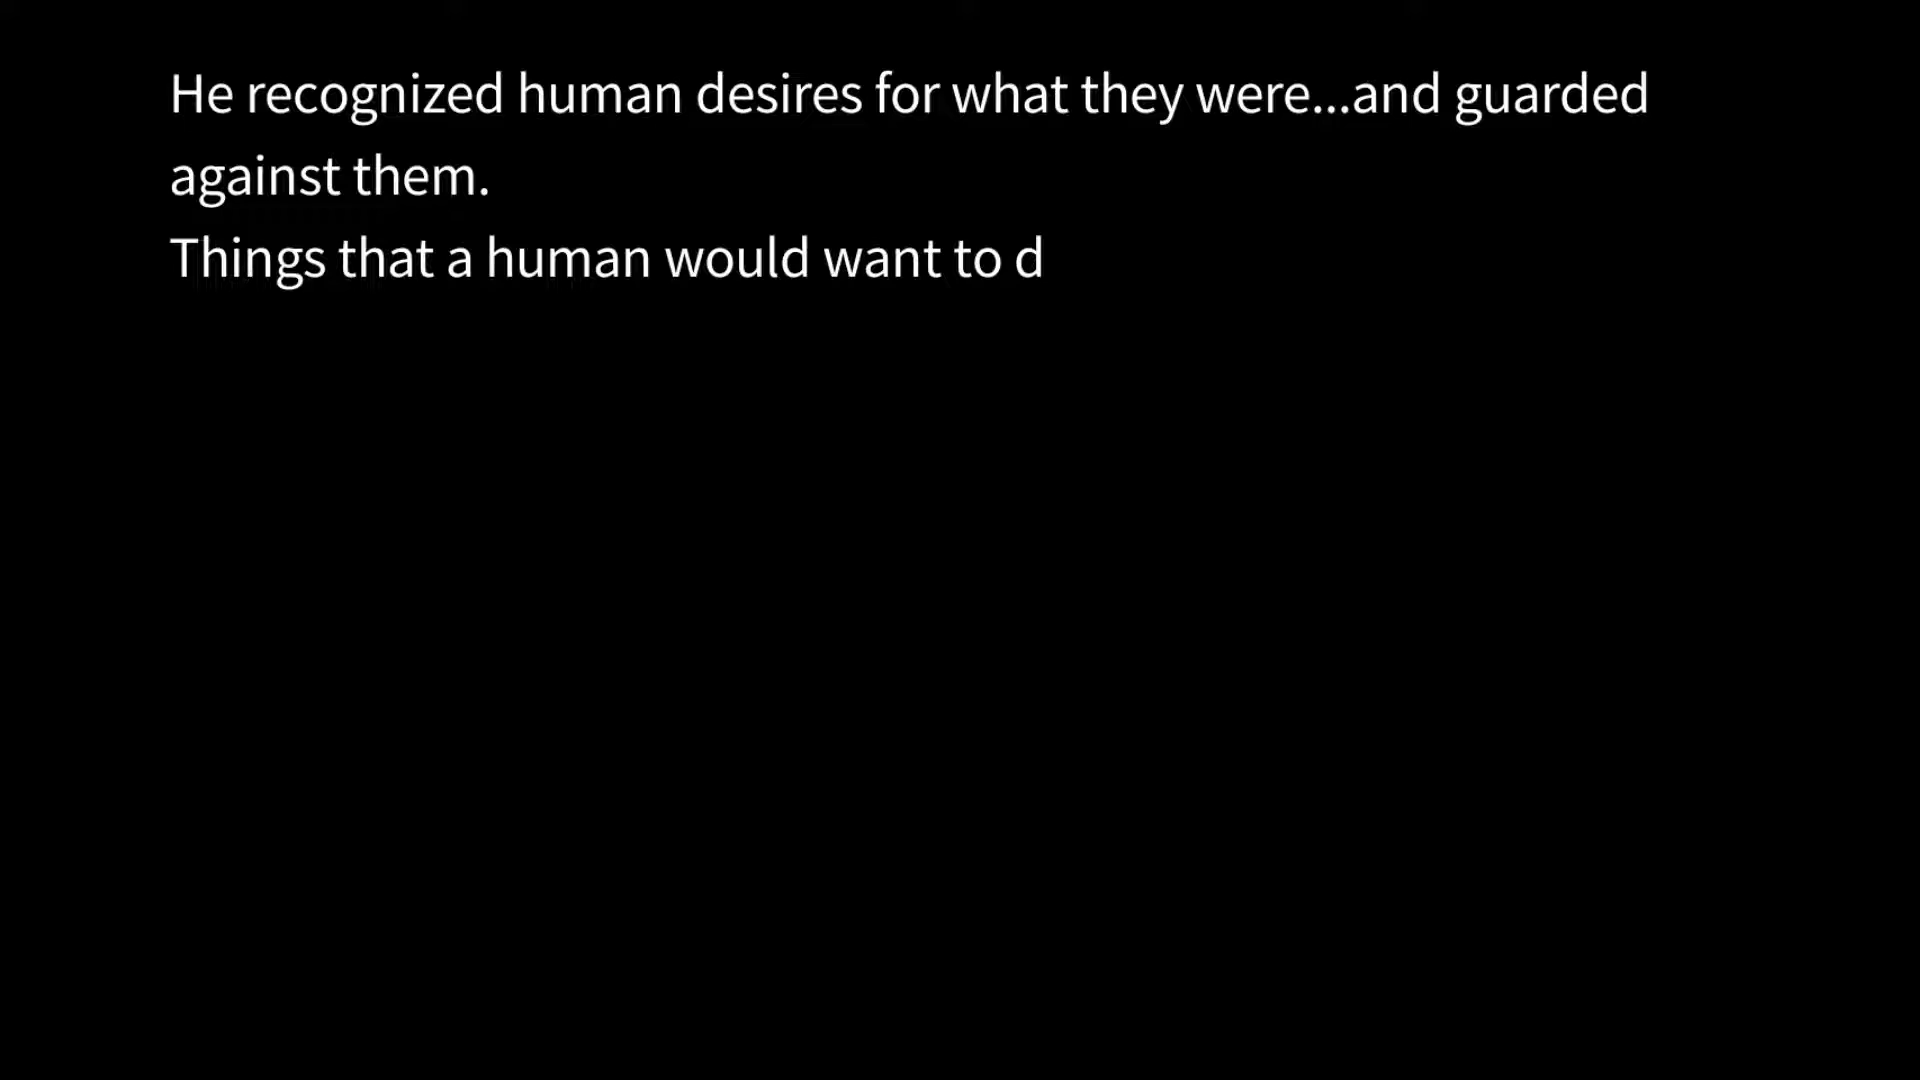 He recognized human desires for what they were...and guarded
against them.
Things that a human would want to d